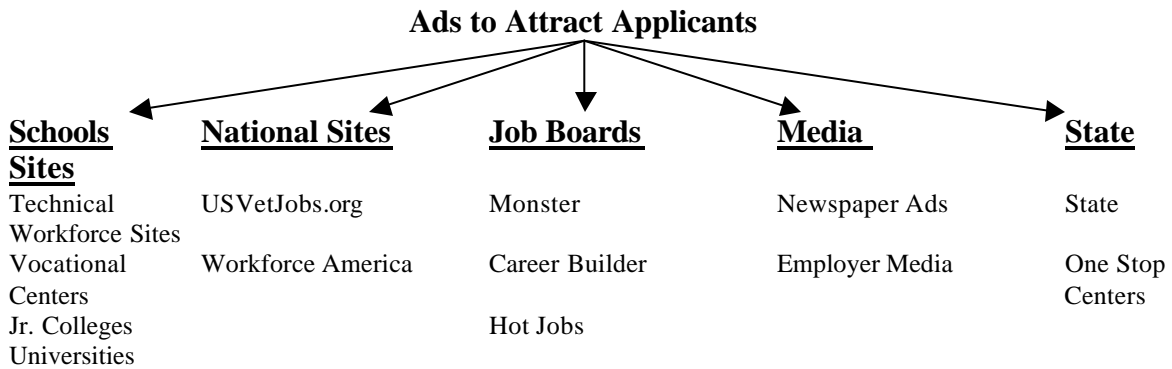 Ads to Attract Applicants
Schools National Sites Job Boards Media State
Sites
Technical USVetJobs.org Monster Newspaper Ads State
Workforce Sites
Vocational Workforce America Career Builder Employer Media One Stop
Centers Centers
Jr. Colleges Hot Jobs
Universities